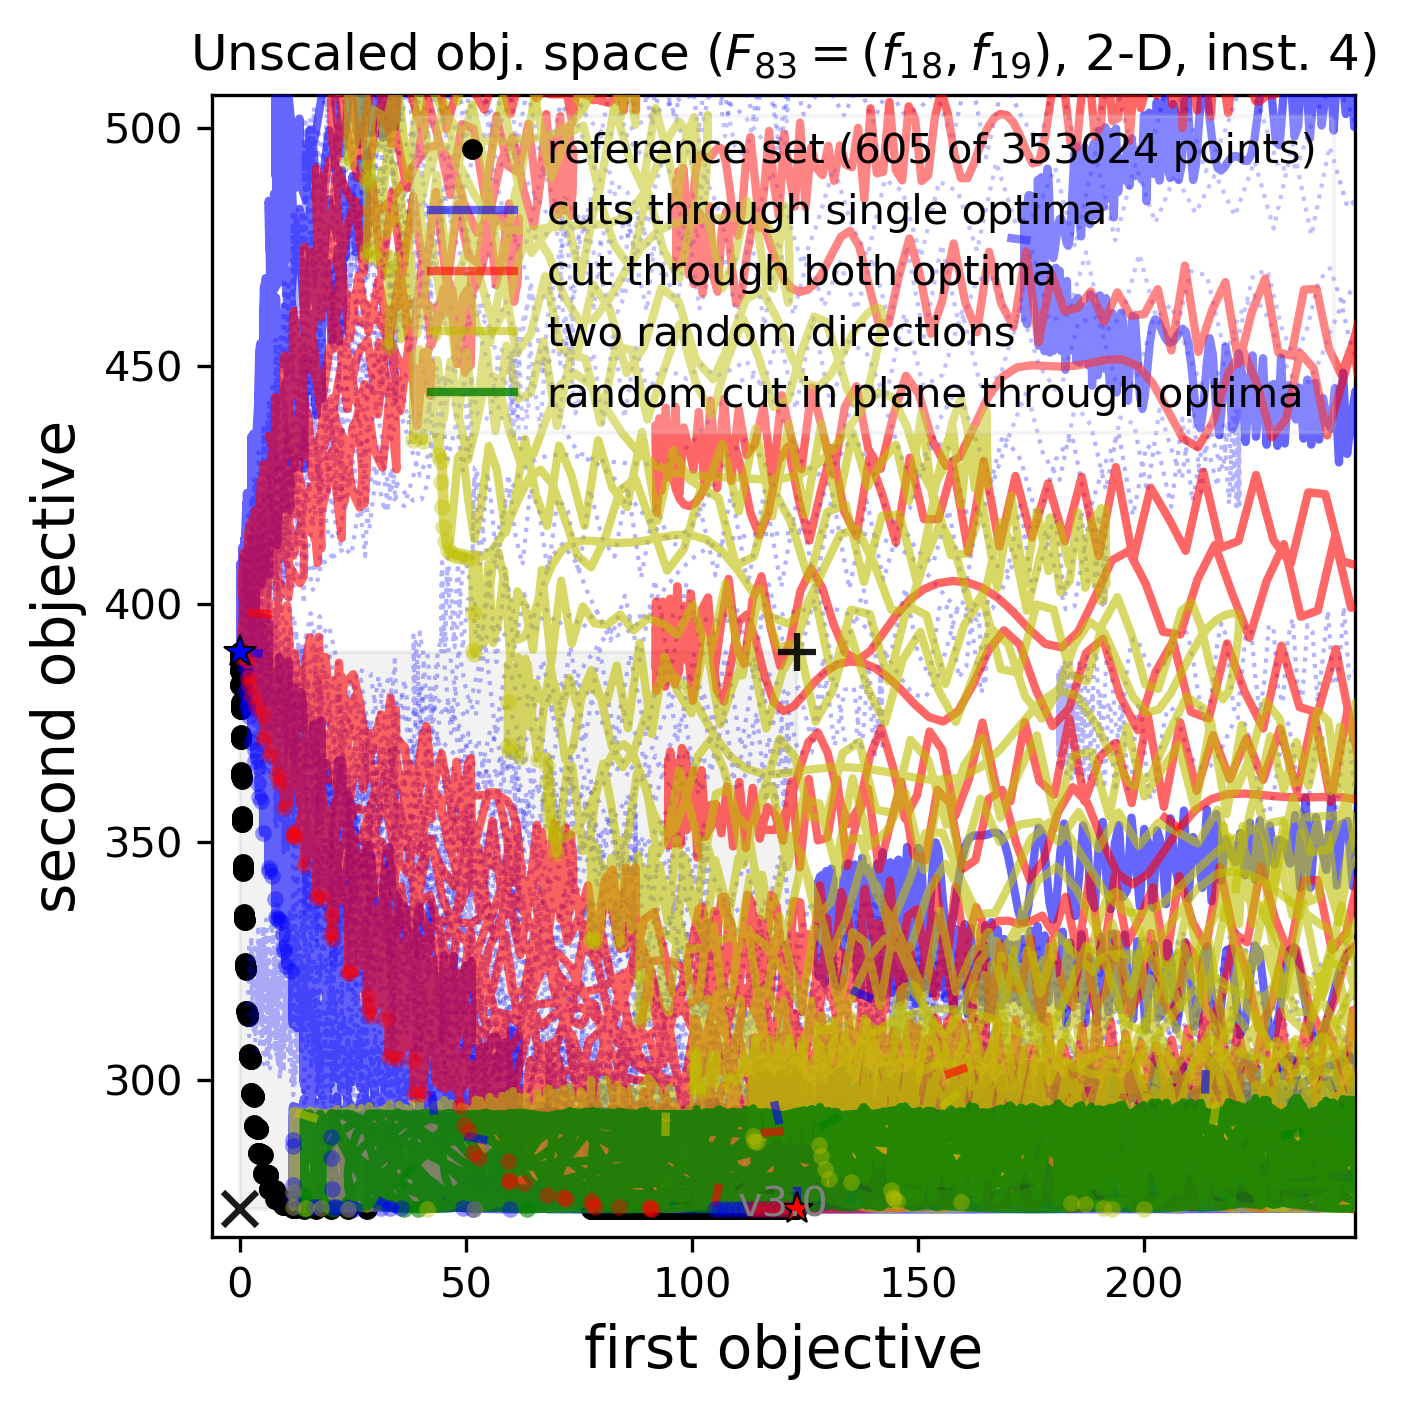 Unscaled obj. space (F₈₃ = (f₁₈, f₁₉), 2-D, inst. 4)
500
450
400
350
300
second objective
reference set (605 of 353024 points)
cuts through single optima
cut through both optima
two random directions
random cut in plane through optima
v3.0
0
50
100
150
200
first objective